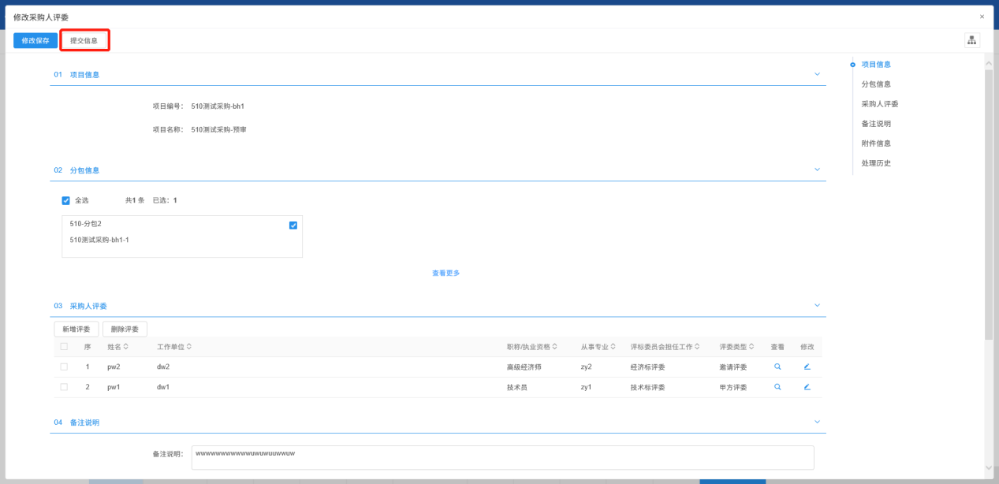 修改采购人评委
×
修改保存 提交信息
01 项目信息
项目编号： 510测试采购-bh1
项目名称： 510测试采购-预审
02 分包信息
全选 共1 条 已选：1
510-分包2
510测试采购-bh1-1
查看更多
03 采购人评委
新增评委 删除评委
序 姓名 工作单位 职称/执业资格 从事专业 评标委员会担任工作 评委类型 查看 修改
1 pw2 dw2 高级经济师 zy2 经济标评委 邀请评委
2 pw1 dw1 技术员 zy1 技术标评委 甲方评委
04 备注说明
备注说明： wwwwwwwwwwwuwuwuuwwuw
项目信息
分包信息
采购人评委
备注说明
附件信息
处理历史